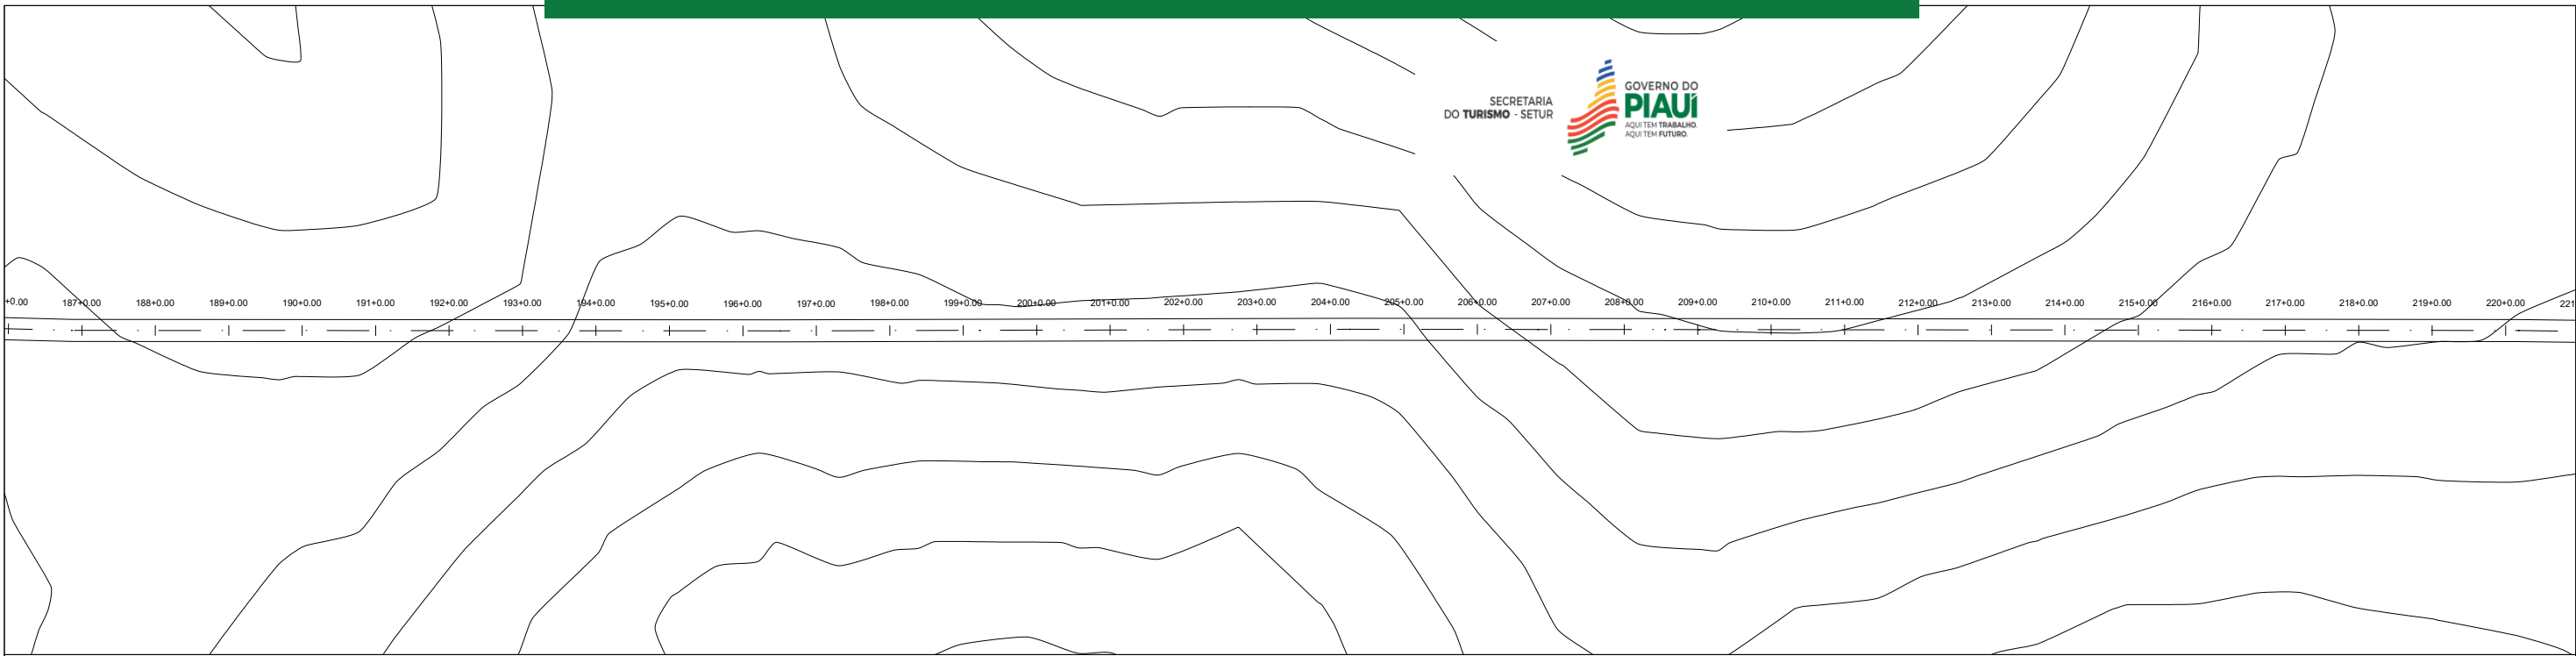 SECRETARIA
DO TURISMO - SETUR
GOVERNO DO
PIAUÍ
AQUI TEM TRABALHO.
AQUI TEM FUTURO.
+0.00 187+0.00 188+0.00 189+0.00 190+0.00 191+0.00 192+0.00 193+0.00 194+0.00 195+0.00 196+0.00 197+0.00 198+0.00 199+0.00 200+0.00 201+0.00 202+0.00 203+0.00 204+0.00 205+0.00 206+0.00 207+0.00 208+0.00 209+0.00 210+0.00 211+0.00 212+0.00 213+0.00 214+0.00 215+0.00 216+0.00 217+0.00 218+0.00 219+0.00 220+0.00 221